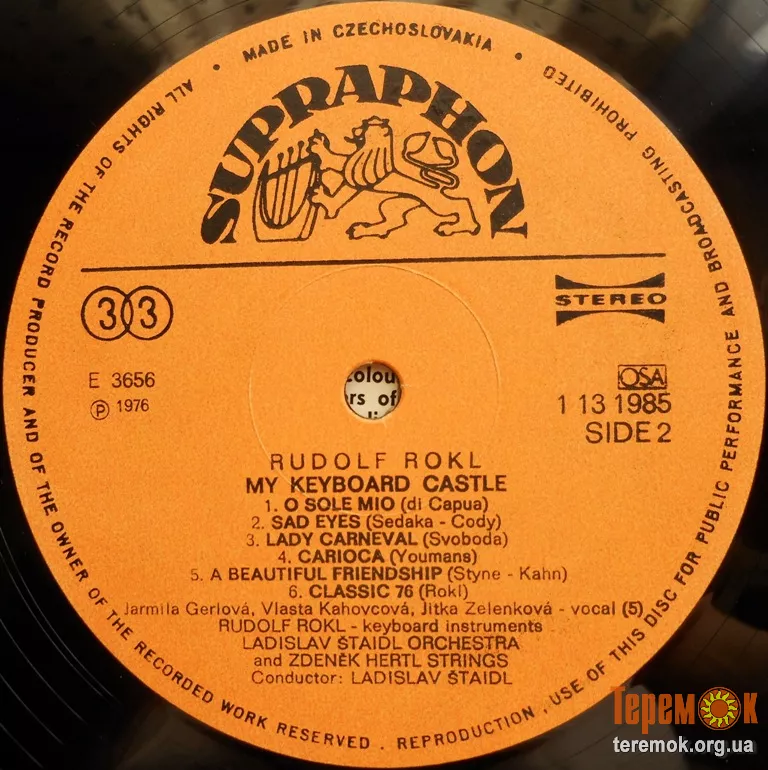 ALL RIGHTS OF THE RECORD PRODUCER AND OF THE OWNER OF THE RECORDED WORK RESERVED . REPRODUCTION , USE OF THIS DISC FOR PUBLIC PERFORMANCE AND BROADCASTING PROHIBITED
• MADE IN CZECHOSLOVAKIA •
SUPRAPHON
33
STEREO
E 3656
℗ 1976
OSA
1 13 1985
SIDE 2
olou
rs of
RUDOLF ROKL
MY KEYBOARD CASTLE
1. O SOLE MIO (di Capua)
2. SAD EYES (Sedaka - Cody)
3. LADY CARNEVAL (Svoboda)
4. CARIOCA (Youmans)
5. A BEAUTIFUL FRIENDSHIP (Styne - Kahn)
6. CLASSIC 76 (Rokl)
Jarmila Gerlová, Vlasta Kahovcová, Jitka Zelenková - vocal (5)
RUDOLF ROKL - keyboard instruments
LADISLAV ŠTAIDL ORCHESTRA
and ZDENĚK HERTL STRINGS
Conductor: LADISLAV ŠTAIDL
Теремок
teremok.org.ua